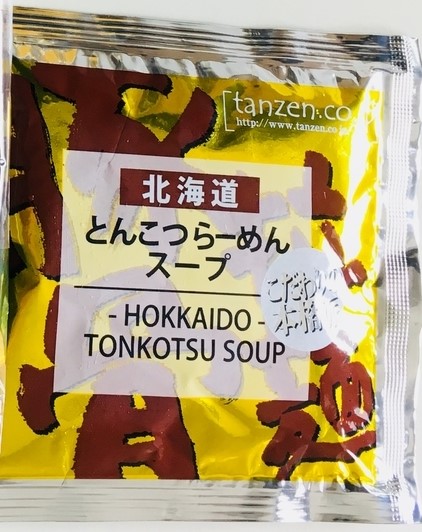 [tanzen.co
http://www.tanzen.co.j
北海道
とんこつらーめん
スープ
こだわり
本格
- HOKKAIDO -
TONKOTSU SOUP